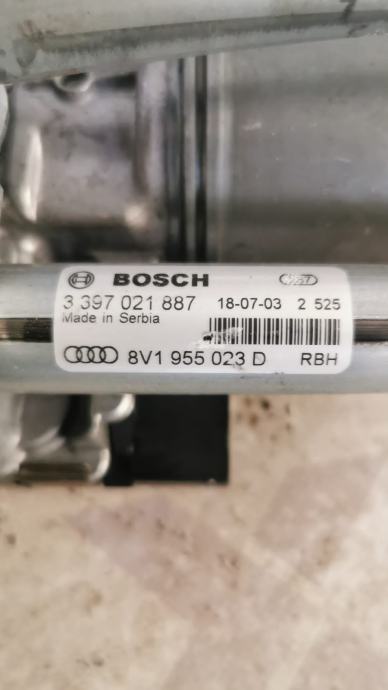 BOSCH
3 397 021 887 18-07-03 2 525
Made in Serbia
8V1 955 023 D RBH